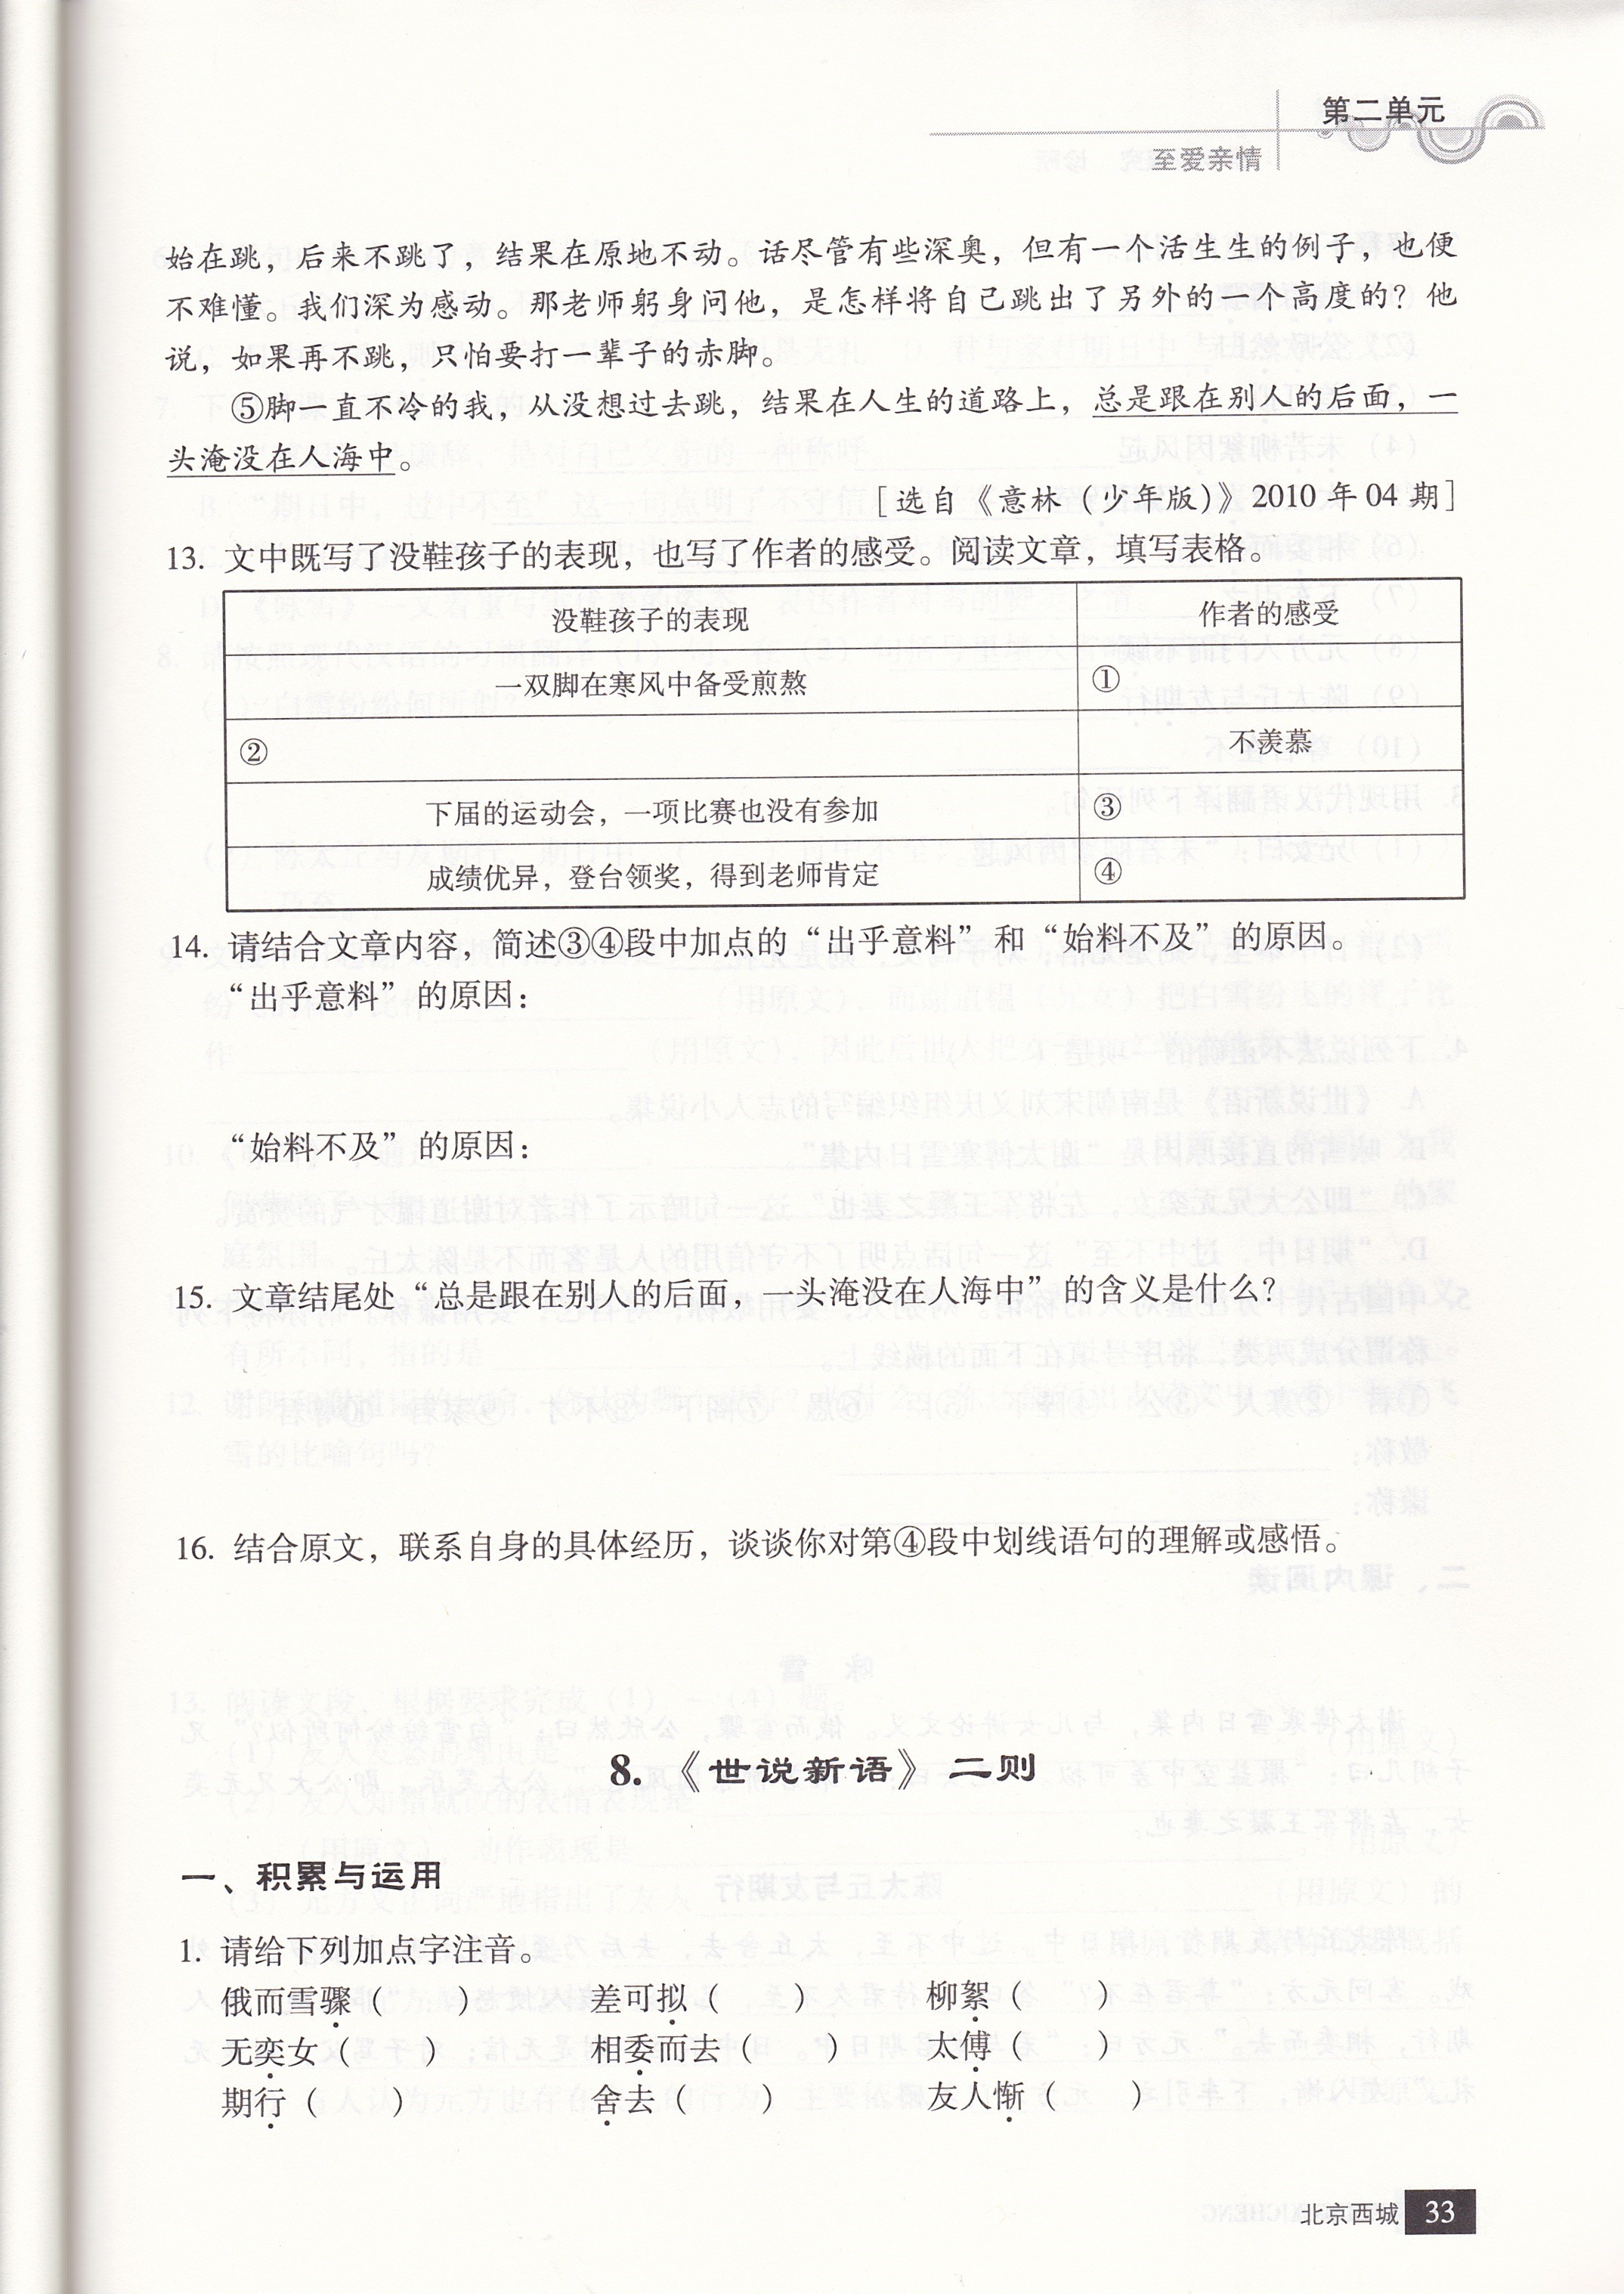 第二单元
至爱亲情
始在跳，后来不跳了，结果在原地不动。话尽管有些深奥，但有一个活生生的例子，也便
不难懂。我们深为感动。那老师躬身问他，是怎样将自己跳出了另外的一个高度的？他
说，如果再不跳，只怕要打一辈子的赤脚。
⑤脚一直不冷的我，从没想过去跳，结果在人生的道路上，总是跟在别人的后面，一
头淹没在人海中。
［选自《意林（少年版）》2010 年 04 期］
13. 文中既写了没鞋孩子的表现，也写了作者的感受。阅读文章，填写表格。
没鞋孩子的表现 作者的感受
一双脚在寒风中备受煎熬 ①
② 不羡慕
下届的运动会，一项比赛也没有参加 ③
成绩优异，登台领奖，得到老师肯定 ④
14. 请结合文章内容，简述③④段中加点的“出乎意料”和“始料不及”的原因。
“出乎意料”的原因：
“始料不及”的原因：
15. 文章结尾处“总是跟在别人的后面，一头淹没在人海中”的含义是什么？
16. 结合原文，联系自身的具体经历，谈谈你对第④段中划线语句的理解或感悟。
8.《世说新语》二则
一、积累与运用
1. 请给下列加点字注音。
俄而雪骤（　　） 差可拟（　　） 柳絮（　　）
无奕女（　　） 相委而去（　　） 太傅（　　）
期行（　　） 舍去（　　） 友人惭（　　）
北京西城 33